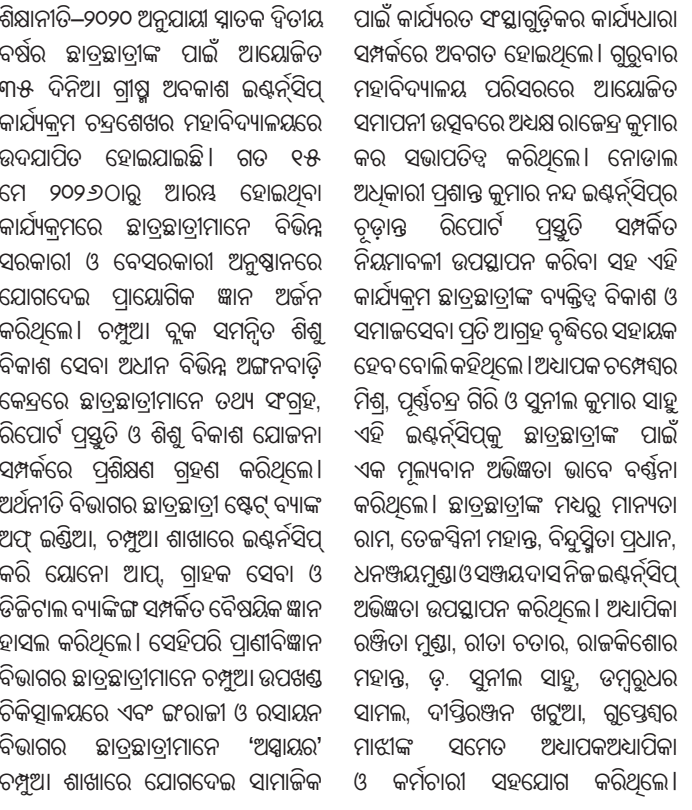 ଶିକ୍ଷାନୀତି–୨୦୨୦ ଅନୁଯାୟୀ ସ୍ନାତକ ଦ୍ଵିତୀୟ
ବର୍ଷର ଛାତ୍ରଛାତ୍ରୀଙ୍କ ପାଇଁ ଆୟୋଜିତ
୩୫ ଦିନିଆ ଗ୍ରୀଷ୍ମ ଅବକାଶ ଇଣ୍ଟର୍ନସିପ୍
କାର୍ଯ୍ୟକ୍ରମ ଚନ୍ଦ୍ରଶେଖର ମହାବିଦ୍ୟାଳୟରେ
ଉଦଯାପିତ ହୋଇଯାଇଛି। ଗତ ୧୫
ମେ ୨୦୨୬ଠାରୁ ଆରମ୍ଭ ହୋଇଥିବା
କାର୍ଯ୍ୟକ୍ରମରେ ଛାତ୍ରଛାତ୍ରୀମାନେ ବିଭିନ୍ନ
ସରକାରୀ ଓ ବେସରକାରୀ ଅନୁଷ୍ଠାନରେ
ଯୋଗଦେଇ ପ୍ରାୟୋଗିକ ଜ୍ଞାନ ଅର୍ଜନ
କରିଥିଲେ। ଚମ୍ପୁଆ ବ୍ଲକ ସମନ୍ୱିତ ଶିଶୁ
ବିକାଶ ସେବା ଅଧୀନ ବିଭିନ୍ନ ଅଙ୍ଗନବାଡ଼ି
କେନ୍ଦ୍ରରେ ଛାତ୍ରଛାତ୍ରୀମାନେ ତଥ୍ୟ ସଂଗ୍ରହ,
ରିପୋର୍ଟ ପ୍ରସ୍ତୁତି ଓ ଶିଶୁ ବିକାଶ ଯୋଜନା
ସମ୍ପର୍କରେ ପ୍ରଶିକ୍ଷଣ ଗ୍ରହଣ କରିଥିଲେ।
ଅର୍ଥନୀତି ବିଭାଗର ଛାତ୍ରଛାତ୍ରୀ ଷ୍ଟେଟ୍ ବ୍ୟାଙ୍କ
ଅଫ୍ ଇଣ୍ଡିଆ, ଚମ୍ପୁଆ ଶାଖାରେ ଇଣ୍ଟର୍ନସିପ୍
କରି ୟୋନୋ ଆପ୍, ଗ୍ରାହକ ସେବା ଓ
ଡିଜିଟାଲ ବ୍ୟାଙ୍କିଙ୍ଗ ସମ୍ପର୍କିତ ବୈଷୟିକ ଜ୍ଞାନ
ହାସଲ କରିଥିଲେ। ସେହିପରି ପ୍ରାଣୀବିଜ୍ଞାନ
ବିଭାଗର ଛାତ୍ରଛାତ୍ରୀମାନେ ଚମ୍ପୁଆ ଉପଖଣ୍ଡ
ଚିକିତ୍ସାଳୟରେ ଏବଂ ଇଂରାଜୀ ଓ ରସାୟନ
ବିଭାଗର ଛାତ୍ରଛାତ୍ରୀମାନେ ‘ଅସ୍ପାୟର’
ଚମ୍ପୁଆ ଶାଖାରେ ଯୋଗଦେଇ ସାମାଜିକ
ପାଇଁ କାର୍ଯ୍ୟରତ ସଂସ୍ଥାଗୁଡ଼ିକର କାର୍ଯ୍ୟଧାରା
ସମ୍ପର୍କରେ ଅବଗତ ହୋଇଥିଲେ। ଗୁରୁବାର
ମହାବିଦ୍ୟାଳୟ ପରିସରରେ ଆୟୋଜିତ
ସମାପନୀ ଉତ୍ସବରେ ଅଧ୍ୟକ୍ଷ ରାଜେନ୍ଦ୍ର କୁମାର
କର ସଭାପତିତ୍ୱ କରିଥିଲେ। ନୋଡାଲ
ଅଧିକାରୀ ପ୍ରଶାନ୍ତ କୁମାର ନନ୍ଦ ଇଣ୍ଟର୍ନ୍‌ସିପ୍‌ର
ଚୂଡ଼ାନ୍ତ ରିପୋର୍ଟ ପ୍ରସ୍ତୁତି ସମ୍ପର୍କିତ
ନିୟମାବଳୀ ଉପସ୍ଥାପନ କରିବା ସହ ଏହି
କାର୍ଯ୍ୟକ୍ରମ ଛାତ୍ରଛାତ୍ରୀଙ୍କ ବ୍ୟକ୍ତିତ୍ୱ ବିକାଶ ଓ
ସମାଜସେବା ପ୍ରତି ଆଗ୍ରହ ବୃଦ୍ଧିରେ ସହାୟକ
ହେବ ବୋଲି କହିଥିଲେ। ଅଧ୍ୟାପକ ଚମ୍ପେଶ୍ୱର
ମିଶ୍ର, ପୂର୍ଣ୍ଣଚନ୍ଦ୍ର ଗିରି ଓ ସୁନୀଲ କୁମାର ସାହୁ
ଏହି ଇଣ୍ଟର୍ନ୍‌ସିପ୍‌କୁ ଛାତ୍ରଛାତ୍ରୀଙ୍କ ପାଇଁ
ଏକ ମୂଲ୍ୟବାନ ଅଭିଜ୍ଞତା ଭାବେ ବର୍ଣ୍ଣନା
କରିଥିଲେ। ଛାତ୍ରଛାତ୍ରୀଙ୍କ ମଧ୍ୟରୁ ମାନ୍ୟତା
ରାମ, ତେଜସ୍ୱିନୀ ମହାନ୍ତ, ବିନ୍ଦୁସ୍ମିତା ପ୍ରଧାନ,
ଧନଞ୍ଜୟ ମୁଣ୍ଡା ଓ ସଞ୍ଜୟ ଦାସ ନିଜ ଇଣ୍ଟର୍ନ୍‌ସିପ୍
ଅଭିଜ୍ଞତା ଉପସ୍ଥାପନ କରିଥିଲେ। ଅଧ୍ୟାପିକା
ରଞ୍ଜିତା ମୁଣ୍ଡା, ରୀତା ଚତାର, ରାଜକିଶୋର
ମହାନ୍ତ, ଡ଼. ସୁନୀଲ ସାହୁ, ଡମ୍ବରୁଧର
ସାମଲ, ଦୀପ୍ତିରଞ୍ଜନ ଖଟୁଆ, ଗୁପ୍ତେଶ୍ୱର
ମାଝୀଙ୍କ ସମେତ ଅଧ୍ୟାପକଅଧ୍ୟାପିକା
ଓ କର୍ମଚାରୀ ସହଯୋଗ କରିଥିଲେ।